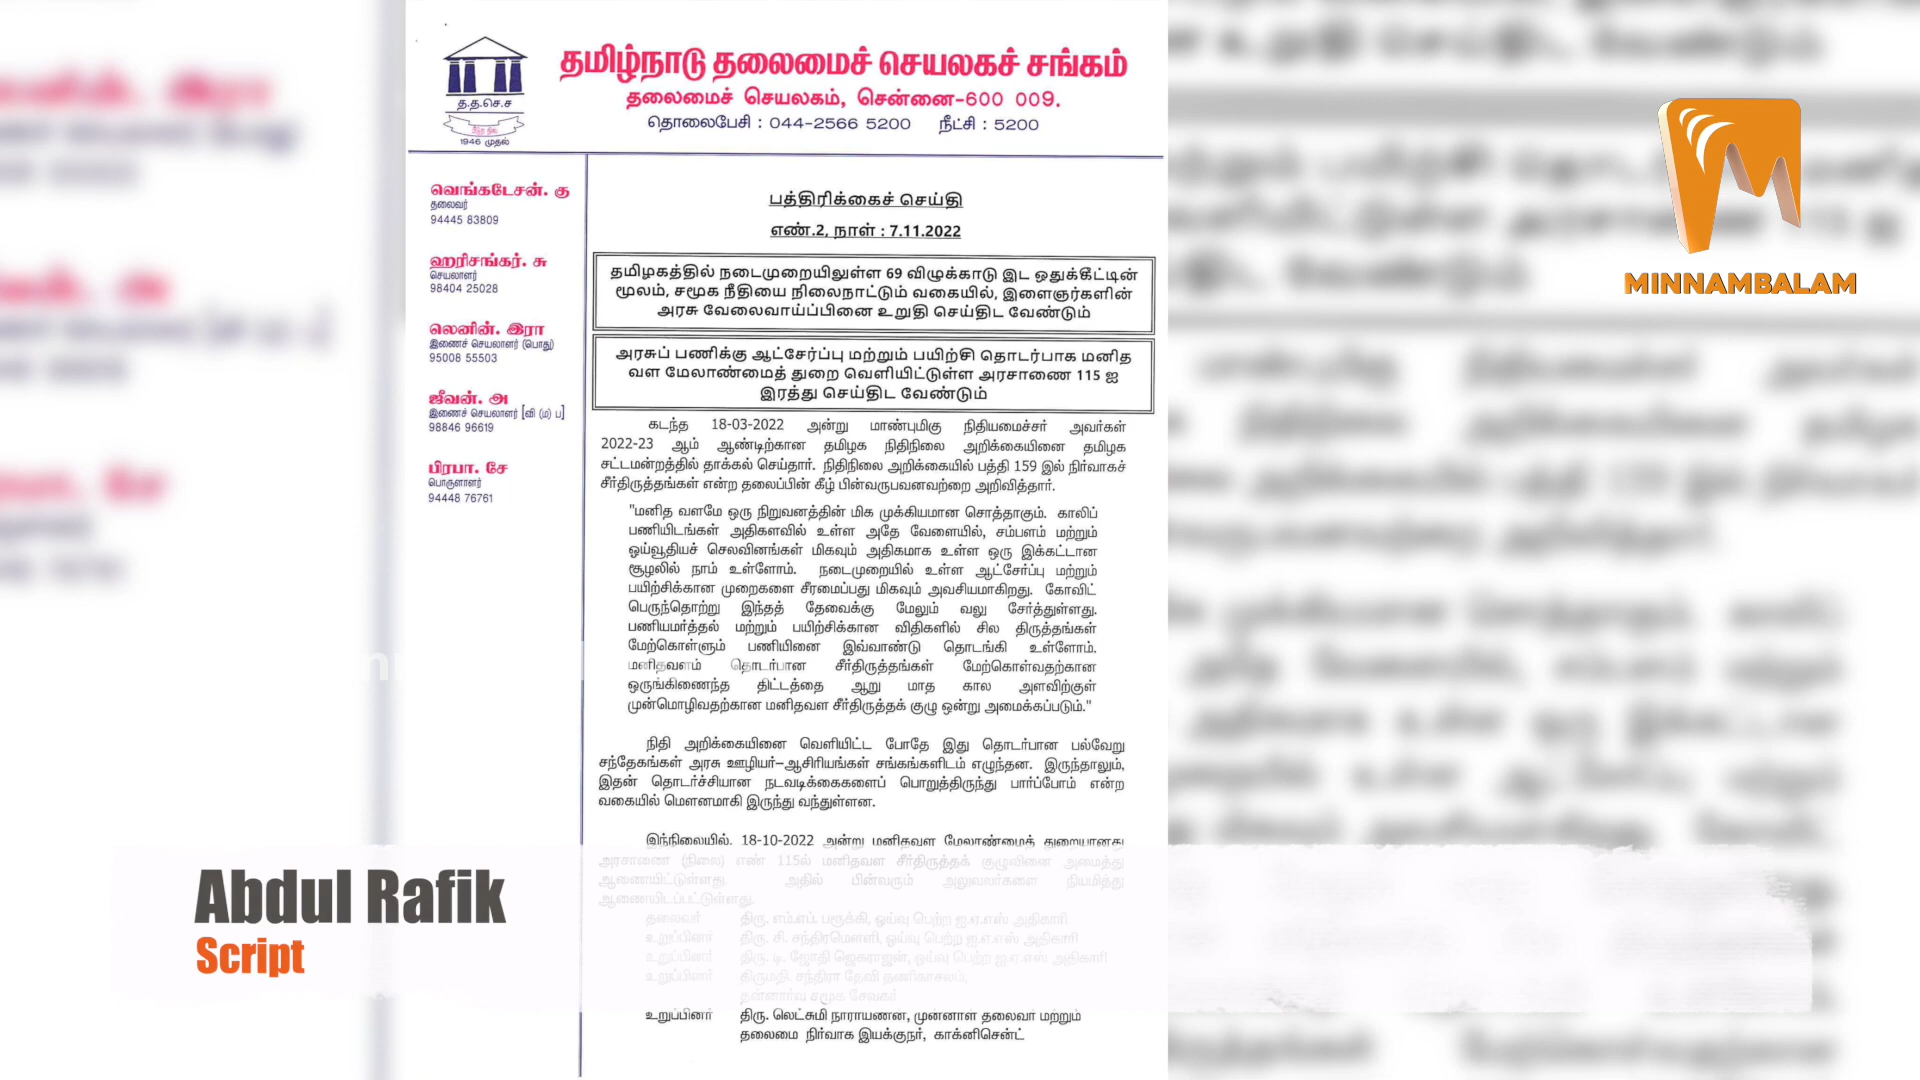 தமிழ்நாடு தலைமைச் செயலகச் சங்கம்
தலைமைச் செயலகம், சென்னை-600 009.
தொலைபேசி : 044-2566 5200 நீட்சி : 5200
த.த.செ.ச
1946 முதல்
வெங்கடேசன். கு
தலைவர்
94445 83809
ஹரிசங்கர். சு
செயலாளர்
98404 25028
லெனின். இரா
இணைச் செயலாளர் (பொது)
95008 55503
ஜீவன். அ
இணைச் செயலாளர் [வி (ம) ப]
98846 96619
பிரபா. சே
பொருளாளர்
94448 76761
பத்திரிக்கைச் செய்தி
எண்.2, நாள் : 7.11.2022
தமிழகத்தில் நடைமுறையிலுள்ள 69 விழுக்காடு இட ஒதுக்கீட்டின்
மூலம், சமூக நீதியை நிலைநாட்டும் வகையில், இளைஞர்களின்
அரசு வேலைவாய்ப்பினை உறுதி செய்திட வேண்டும்
அரசுப் பணிக்கு ஆட்சேர்ப்பு மற்றும் பயிற்சி தொடர்பாக மனித
வள மேலாண்மைத் துறை வெளியிட்டுள்ள அரசாணை 115 ஐ
இரத்து செய்திட வேண்டும்
கடந்த 18-03-2022 அன்று மாண்புமிகு நிதியமைச்சர் அவர்கள்
2022-23 ஆம் ஆண்டிற்கான தமிழக நிதிநிலை அறிக்கையினை தமிழக
சட்டமன்றத்தில் தாக்கல் செய்தார். நிதிநிலை அறிக்கையில் பத்தி 159 இல் நிர்வாகச்
சீர்திருத்தங்கள் என்ற தலைப்பின் கீழ் பின்வருபவனவற்றை அறிவித்தார்.
"மனித வளமே ஒரு நிறுவனத்தின் மிக முக்கியமான சொத்தாகும். காலிப்
பணியிடங்கள் அதிகளவில் உள்ள அதே வேளையில், சம்பளம் மற்றும்
ஒய்வூதியச் செலவினங்கள் மிகவும் அதிகமாக உள்ள ஒரு இக்கட்டான
சூழலில் நாம் உள்ளோம். நடைமுறையில் உள்ள ஆட்சேர்ப்பு மற்றும்
பயிற்சிக்கான முறைகளை சீரமைப்பது மிகவும் அவசியமாகிறது. கோவிட்
பெருந்தொற்று இந்தத் தேவைக்கு மேலும் வலு சேர்த்துள்ளது.
பணியமர்த்தல் மற்றும் பயிற்சிக்கான விதிகளில் சில திருத்தங்கள்
மேற்கொள்ளும் பணியினை இவ்வாண்டு தொடங்கி உள்ளோம்.
மனிதவளம் தொடர்பான சீர்திருத்தங்கள் மேற்கொள்வதற்கான
ஒருங்கிணைந்த திட்டத்தை ஆறு மாத கால அளவிற்குள்
முன்மொழிவதற்கான மனிதவள சீர்திருத்தக் குழு ஒன்று அமைக்கப்படும்."
நிதி அறிக்கையினை வெளியிட்ட போதே இது தொடர்பான பல்வேறு
சந்தேகங்கள் அரசு ஊழியர்–ஆசிரியங்கள் சங்கங்களிடம் எழுந்தன. இருந்தாலும்,
இதன் தொடர்ச்சியான நடவடிக்கைகளைப் பொறுத்திருந்து பார்ப்போம் என்ற
வகையில் மௌனமாகி இருந்து வந்துள்ளன.
இந்நிலையில், 18-10-2022 அன்று மனிதவள மேலாண்மைத் துறையானது
அரசாணை (நிலை) எண் 115ல் மனிதவள சீர்திருத்தக் குழுவினை அமைத்து
ஆணையிட்டுள்ளது. அதில் பின்வரும் அலுவலர்களை நியமித்து
ஆணையிடப்பட்டுள்ளது.
தலைவர் திரு. எம்.எப். பரூக்கி, ஒய்வு பெற்ற ஐ.ஏ.எஸ் அதிகாரி
உறுப்பினர் திரு. சி. சந்திரமௌளி, ஒய்வு பெற்ற ஐ.ஏ.எஸ் அதிகாரி
உறுப்பினர் திரு. டி. ஜோதி ஜெகராஜன், ஒய்வு பெற்ற ஐ.ஏ.எஸ் அதிகாரி
உறுப்பினர் திருமதி. சந்திரா தேவி தணிகாசலம்,
தன்னார்வ சமூக சேவகர்
உறுப்பினர் திரு. லெட்சுமி நாராயணன், முன்னாள் தலைவர் மற்றும்
தலைமை நிர்வாக இயக்குநர், காக்னிசென்ட்
MINNAMBALAM
Abdul Rafik
Script